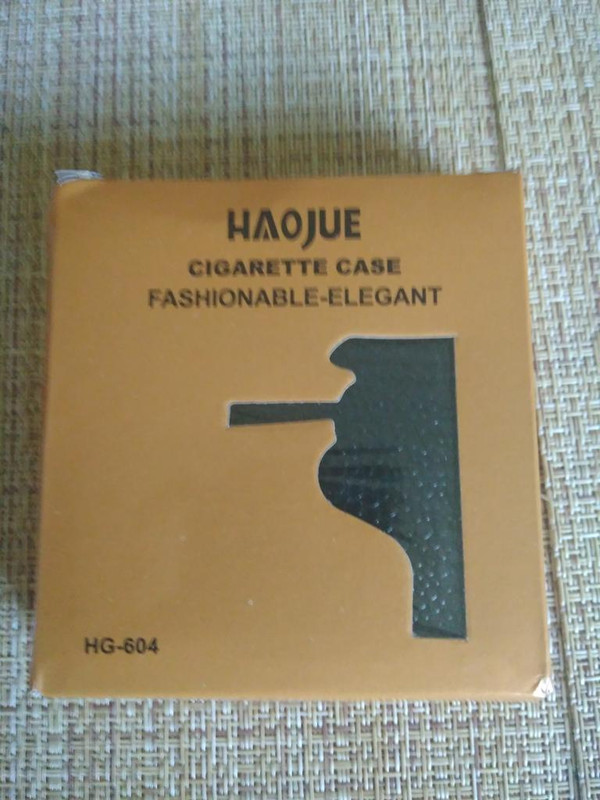 HAOJUE
CIGARETTE CASE
FASHIONABLE-ELEGANT
HG-604